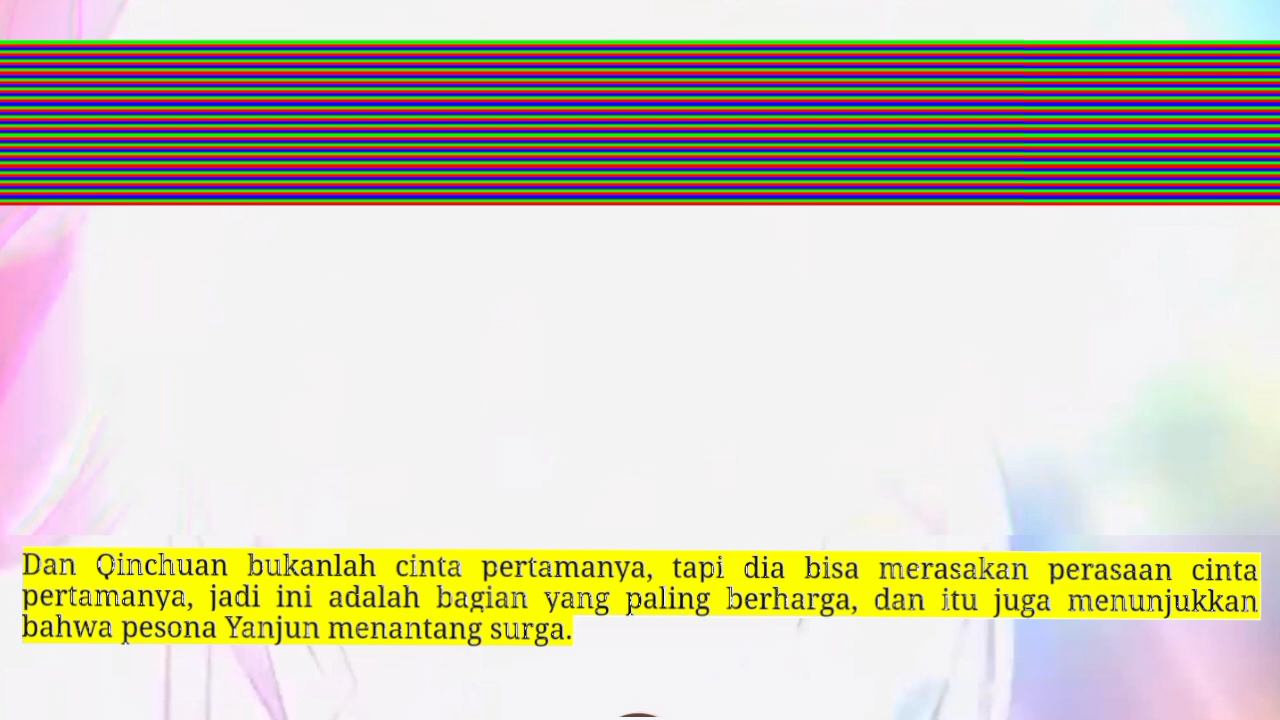 Dan Qinchuan bukanlah cinta pertamanya, tapi dia bisa merasakan perasaan cinta
pertamanya, jadi ini adalah bagian yang paling berharga, dan itu juga menunjukkan
bahwa pesona Yanjun menantang surga.